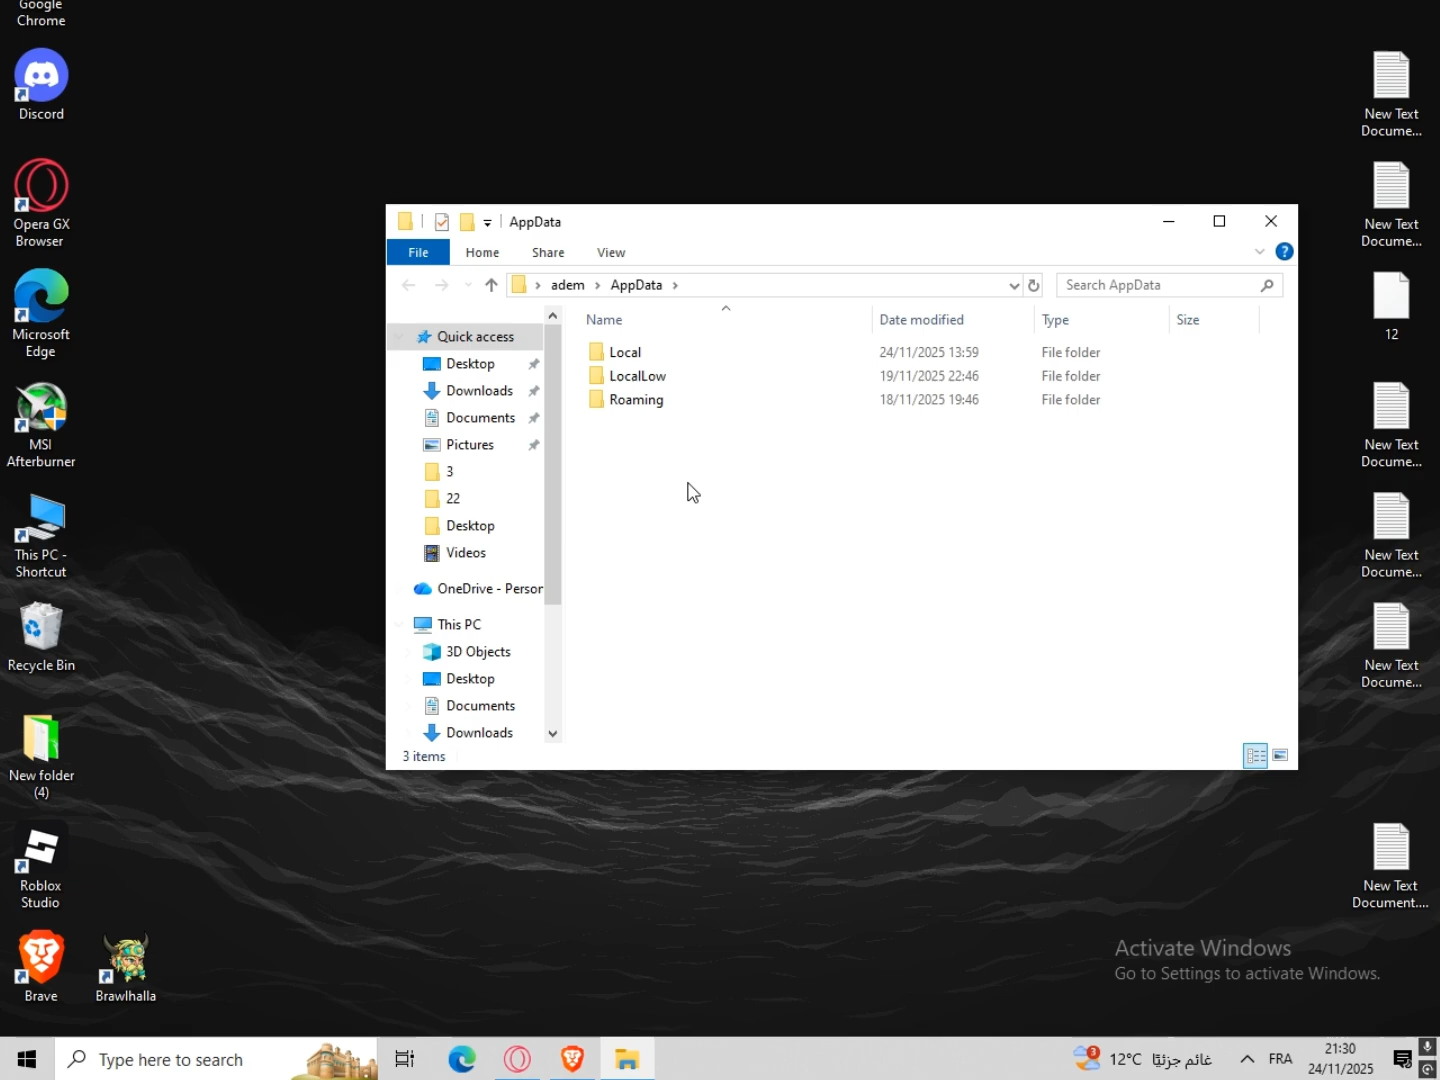 Google
Chrome
Discord
Opera GX
Browser
Microsoft
Edge
MSI
Afterburner
This PC -
Shortcut
Recycle Bin
New folder
(4)
Roblox
Studio
Brave
Brawlhalla
AppData
File
Home
Share
View
adem > AppData >
Search AppData
Name
Date modified
Type
Size
Local
24/11/2025 13:59
File folder
LocalLow
19/11/2025 22:46
File folder
Roaming
18/11/2025 19:46
File folder
Quick access
Desktop
Downloads
Documents
Pictures
3
22
Desktop
Videos
OneDrive - Person
This PC
3D Objects
Desktop
Documents
Downloads
3 items
New Text
Docume...
New Text
Docume...
12
New Text
Docume...
New Text
Docume...
New Text
Docume...
New Text
Document....
Activate Windows
Go to Settings to activate Windows.
Type here to search
3
12°C غائم جزئيًا
FRA
21:30
24/11/2025